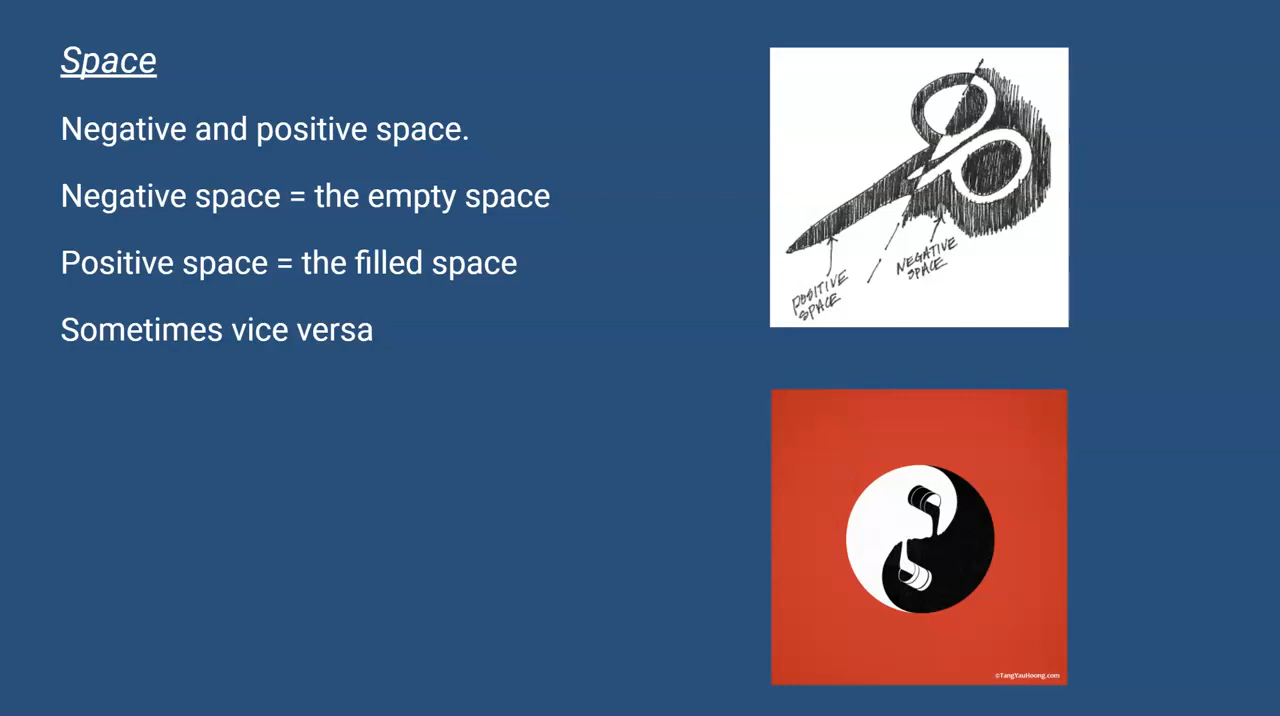 Space
Negative and positive space.
Negative space = the empty space
Positive space = the filled space
Sometimes vice versa
POSITIVE
SPACE
NEGATIVE
SPACE
©TangYauHoong.com